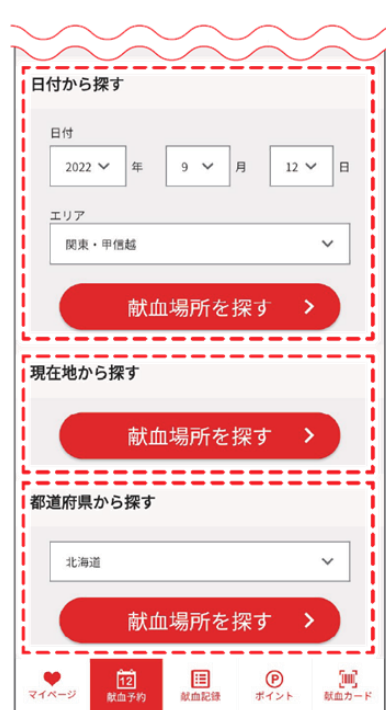 日付から探す
日付
2022 年 9 月 12 日
エリア
関東・甲信越
献血場所を探す
現在地から探す
献血場所を探す
都道府県から探す
北海道
献血場所を探す
12 P
マイページ 献血予約 献血記録 ポイント 献血カード